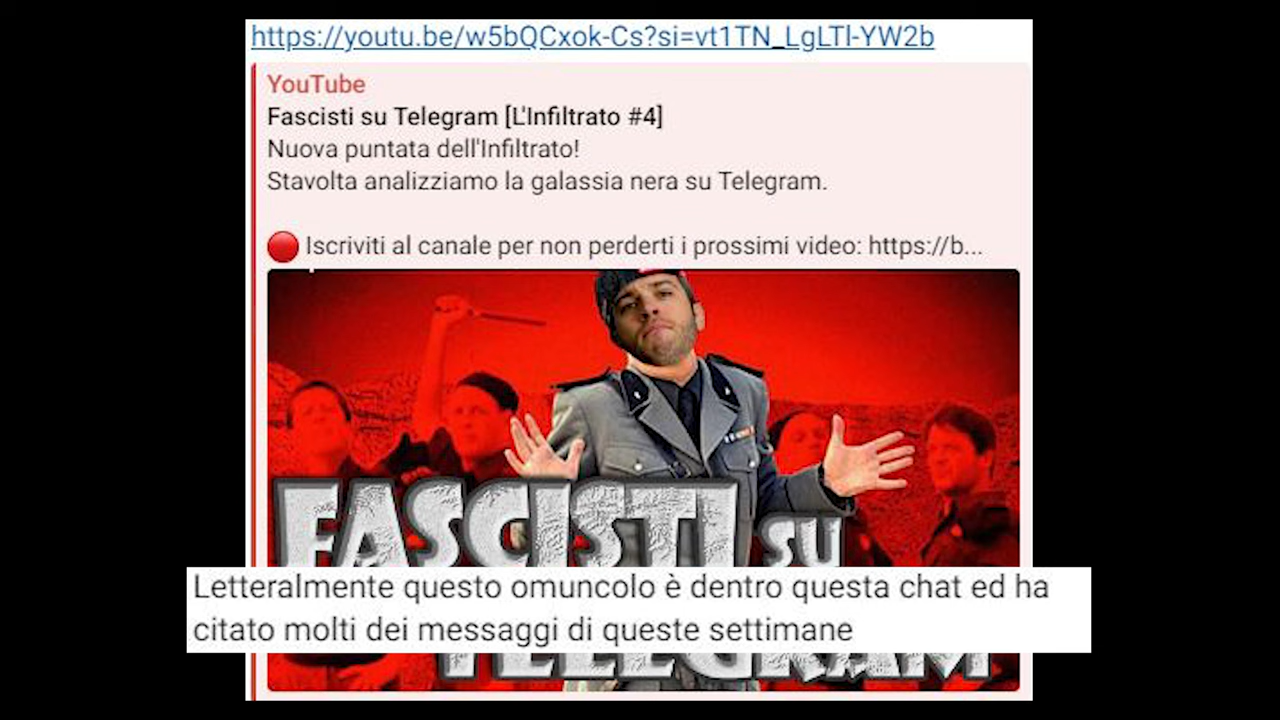 https://youtu.be/w5bQCxok-Cs?si=vt1TN_LgLTl-YW2b
YouTube
Fascisti su Telegram [L'Infiltrato #4]
Nuova puntata dell'Infiltrato!
Stavolta analizziamo la galassia nera su Telegram.
🔴 Iscriviti al canale per non perderti i prossimi video: https://b...
FASCISTI SU
Letteralmente questo omuncolo è dentro questa chat ed ha
citato molti dei messaggi di queste settimane
TELEGRAM